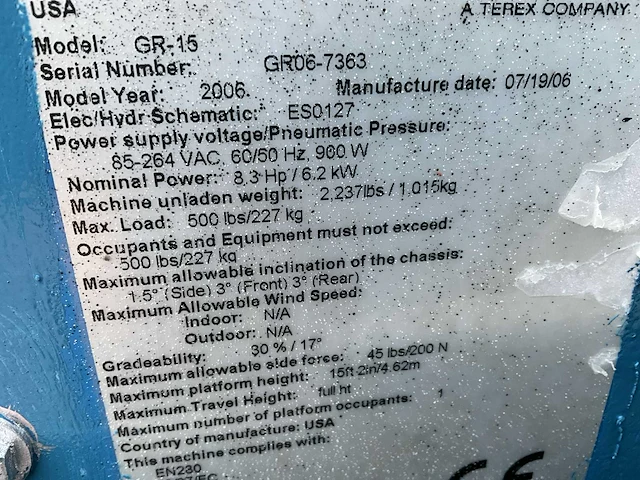 USA A TEREX COMPANY
Model: GR-15
Serial Number: GR06-7363
Model Year: 2006 Manufacture date: 07/19/06
Elec/Hydr Schematic: ES0127
Power supply voltage/Pneumatic Pressure:
85-264 VAC, 60/50 Hz, 960 W
Nominal Power: 8.3 Hp / 6.2 kW
Machine unladen weight: 2,237lbs / 1,015kg
Max. Load: 500 lbs/227 kg
Occupants and Equipment must not exceed:
500 lbs/227 kg
Maximum allowable inclination of the chassis:
1.5° (Side) 3° (Front) 3° (Rear)
Maximum Allowable Wind Speed:
Indoor: N/A
Outdoor: N/A
Gradeability: 30 % / 17°
Maximum allowable side force: 45 lbs/200 N
Maximum platform height: 15ft 2in/4.62m
Maximum Travel Height: full ht
Maximum number of platform occupants: 1
Country of manufacture: USA
This machine complies with:
EN230
CE